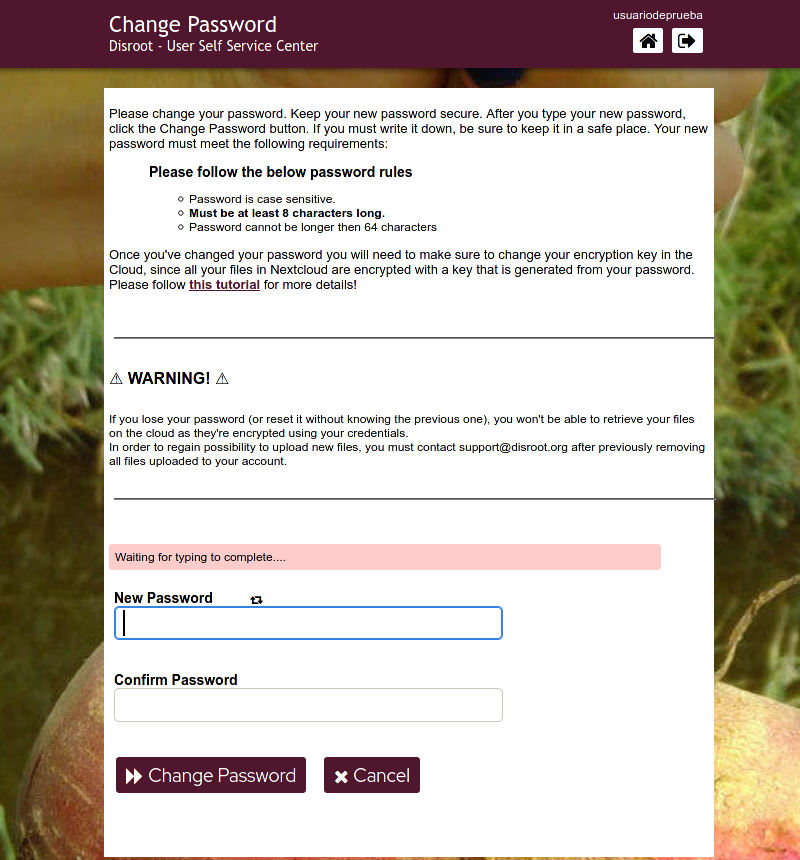 Change Password
usuariodeprueba
Disroot - User Self Service Center
Please change your password. Keep your new password secure. After you type your new password,
click the Change Password button. If you must write it down, be sure to keep it in a safe place. Your new
password must meet the following requirements:
Please follow the below password rules
Password is case sensitive.
Must be at least 8 characters long.
Password cannot be longer then 64 characters
Once you've changed your password you will need to make sure to change your encryption key in the
Cloud, since all your files in Nextcloud are encrypted with a key that is generated from your password.
Please follow this tutorial for more details!
⚠ WARNING! ⚠
If you lose your password (or reset it without knowing the previous one), you won't be able to retrieve your files
on the cloud as they're encrypted using your credentials.
In order to regain possibility to upload new files, you must contact support@disroot.org after previously removing
all files uploaded to your account.
Waiting for typing to complete....
New Password
Confirm Password
Change Password
Cancel